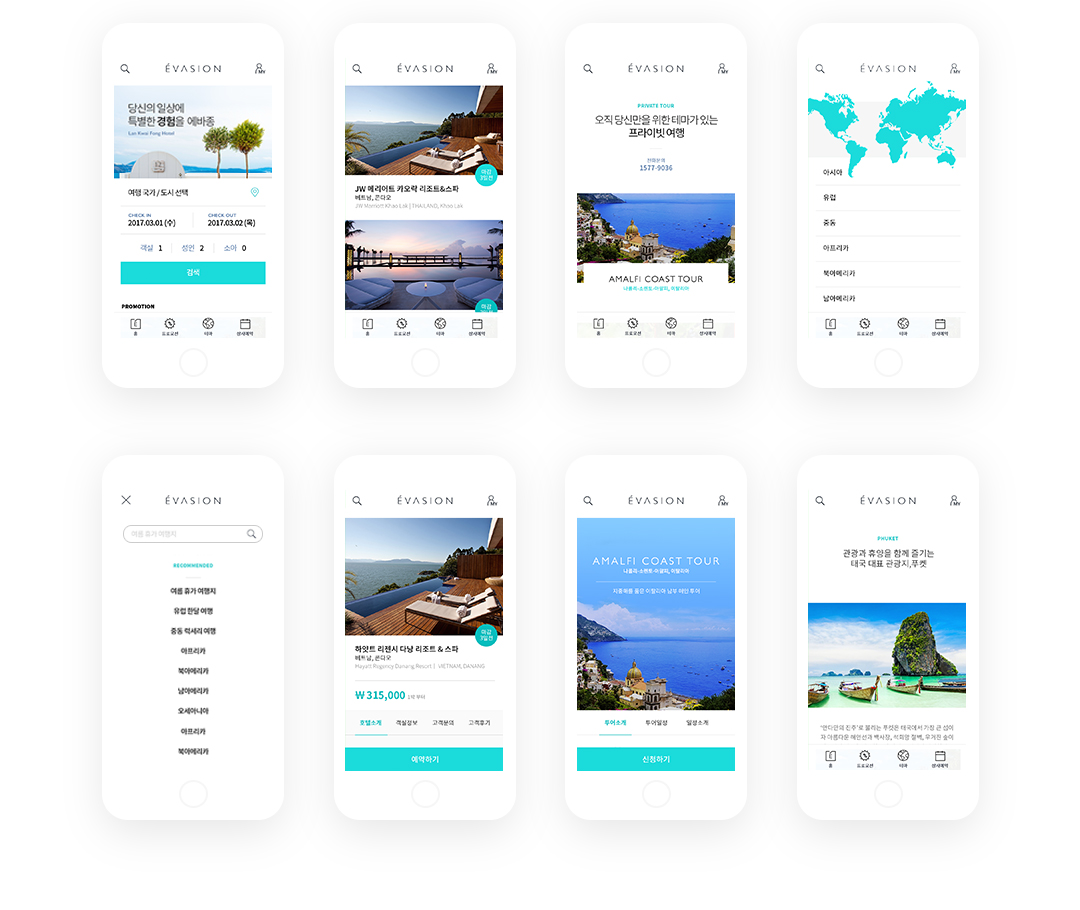 ÉVASION
MY
당신의 일상에
특별한 경험을 에바종
Lan Kwai Fong Hotel
여행 국가 / 도시 선택
CHECK IN
CHECK OUT
2017.03.01 (수)
2017.03.02 (목)
객실 1
성인 2
소아 0
검색
PROMOTION
홈
프로모션
테마
상시예약
ÉVASION
MY
마감
3일전
JW 메리어트 카오락 리조트&스파
베트남, 끈다오
JW Marriott Khao Lak | THAILAND, Khao Lak
마감
홈
프로모션
테마
상시예약
ÉVASION
MY
PRIVATE TOUR
오직 당신만을 위한 테마가 있는
프라이빗 여행
전화문의
1577-9036
AMALFI COAST TOUR
나폴리-소렌토-아말피, 이탈리아
홈
프로모션
테마
상시예약
ÉVASION
MY
아시아
유럽
중동
아프리카
북아메리카
남아메리카
홈
프로모션
테마
상시예약
ÉVASION
여름 휴가 여행지
RECOMMENDED
여름 휴가 여행지
유럽 한달 여행
중동 럭셔리 여행
아프리카
북아메리카
남아메리카
오세아니아
아프리카
북아메리카
ÉVASION
MY
마감
3일전
하얏트 리젠시 다낭 리조트 & 스파
베트남, 끈다오
Hayatt Regency Danang Resort | VIETNAM, DANANG
₩ 315,000 1박 부터
호텔소개
객실정보
고객문의
고객후기
예약하기
ÉVASION
MY
AMALFI COAST TOUR
나폴리-소렌토-아말피, 이탈리아
지중해를 품은 이탈리아 남부 해안 투어
투어소개
투어일정
일정소개
신청하기
ÉVASION
MY
PHUKET
관광과 휴양을 함께 즐기는
태국 대표 관광지, 푸켓
'안다만의 진주'로 불리는 푸켓은 태국에서 가장 큰 섬이
자 아름다운 해안선과 백사장, 석회암 절벽, 우거진 숲이
홈
프로모션
테마
상시예약